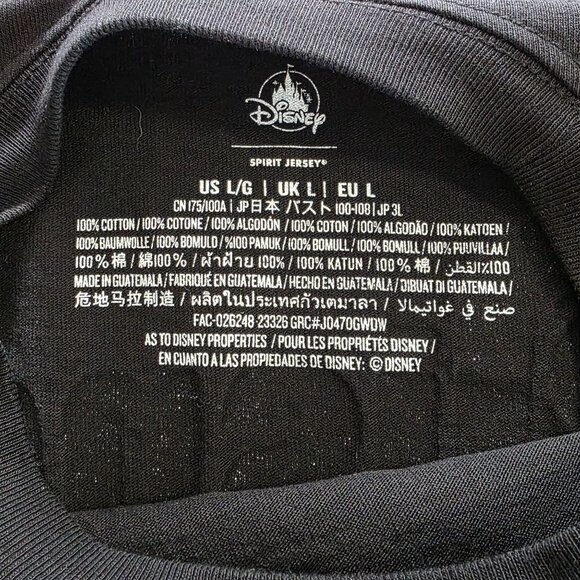 Disney
SPIRIT JERSEY®
US L/G | UK L | EU L
CN 175/100A | JP日本 バスト 100-108 | JP 3L
100% COTTON / 100% COTONE / 100% ALGODÓN / 100% COTON / 100% ALGODÃO / 100% KATOEN /
100% BAUMWOLLE / 100% BOMULD / %100 PAMUK / 100% BOMULL / 100% BOMULL / 100% PUUVILLAA /
100% 棉 / 綿100% / ผ้าฝ้าย 100% / 100% KATUN / 100% 棉 / القطن 100٪
MADE IN GUATEMALA / FABRIQUÉ EN GUATEMALA / HECHO EN GUATEMALA / DIBUAT DI GUATEMALA /
危地马拉制造 / ผลิตในประเทศกัวเตมาลา / صنع في غواتيمالا
FAC-026248-23326 GRC#J0470GWDW
AS TO DISNEY PROPERTIES / POUR LES PROPRIÉTÉS DISNEY /
EN CUANTO A LAS PROPIEDADES DE DISNEY: © DISNEY